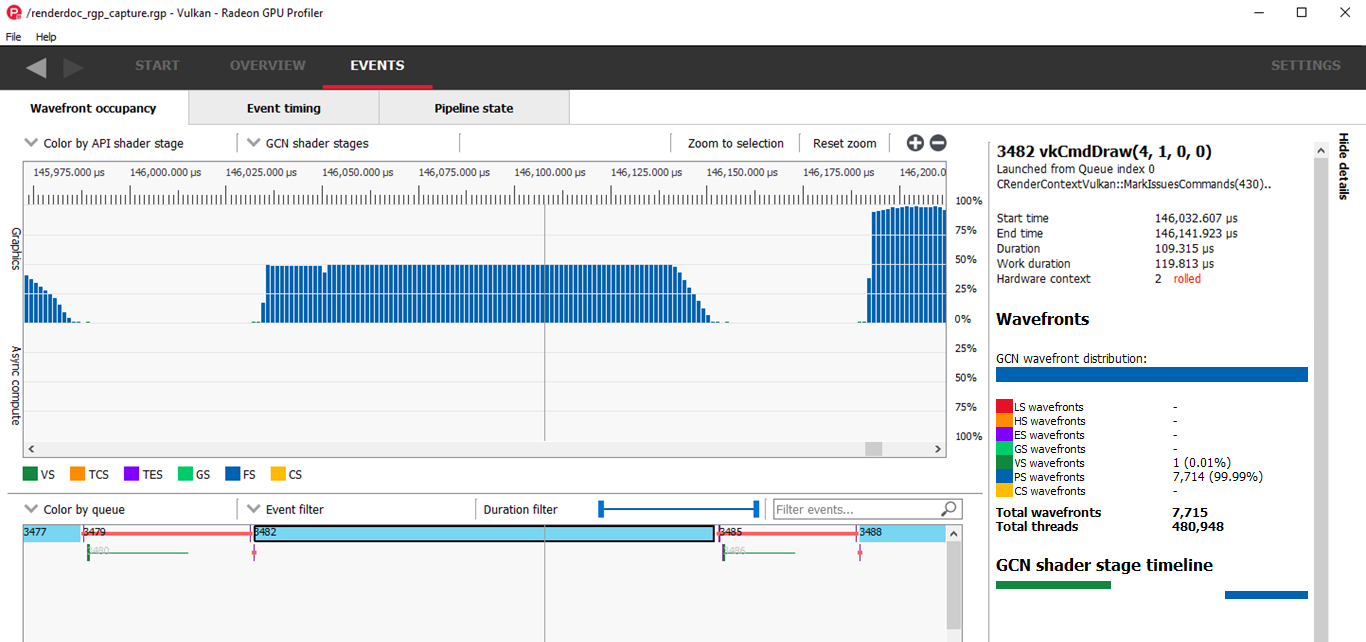 /renderdoc_rgp_capture.rgp - Vulkan - Radeon GPU Profiler
File Help
START OVERVIEW EVENTS SETTINGS
Wavefront occupancy Event timing Pipeline state
Color by API shader stage GCN shader stages Zoom to selection Reset zoom
145,975.000 µs 146,000.000 µs 146,025.000 µs 146,050.000 µs 146,075.000 µs 146,100.000 µs 146,125.000 µs 146,150.000 µs 146,175.000 µs 146,200.0
100%
75%
50%
25%
0%
25%
50%
75%
100%
Graphics
Async compute
VS TCS TES GS FS CS
Color by queue Event filter Duration filter Filter events...
3477 3479 3482 3485 3488
3480 3486
Hide details
3482 vkCmdDraw(4, 1, 0, 0)
Launched from Queue index 0
CRenderContextVulkan::MarkIssuesCommands(430)..
Start time 146,032.607 µs
End time 146,141.923 µs
Duration 109.315 µs
Work duration 119.813 µs
Hardware context 2 rolled
Wavefronts
GCN wavefront distribution:
LS wavefronts -
HS wavefronts -
ES wavefronts -
GS wavefronts -
VS wavefronts 1 (0.01%)
PS wavefronts 7,714 (99.99%)
CS wavefronts -
Total wavefronts 7,715
Total threads 480,948
GCN shader stage timeline